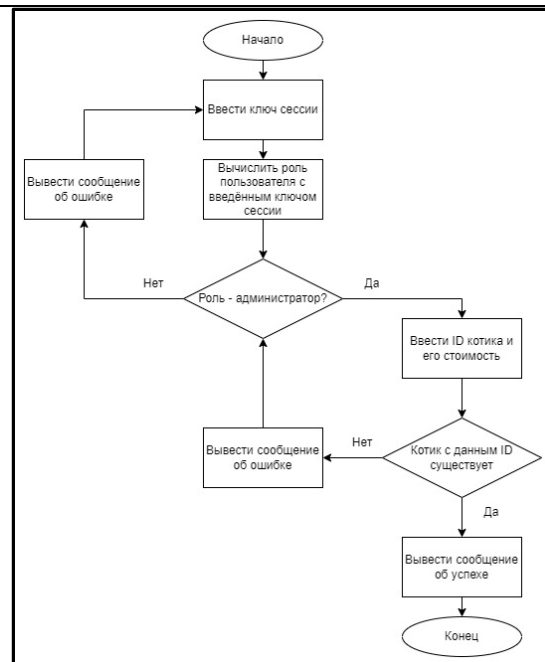 Начало
Ввести ключ сессии
Вычислить роль
пользователя с
введённым ключом
сессии
Вывести сообщение
об ошибке
Нет
Роль - администратор?
Да
Ввести ID котика и
его стоимость
Вывести сообщение
об ошибке
Нет
Котик с данным ID
существует
Да
Вывести сообщение
об успехе
Конец